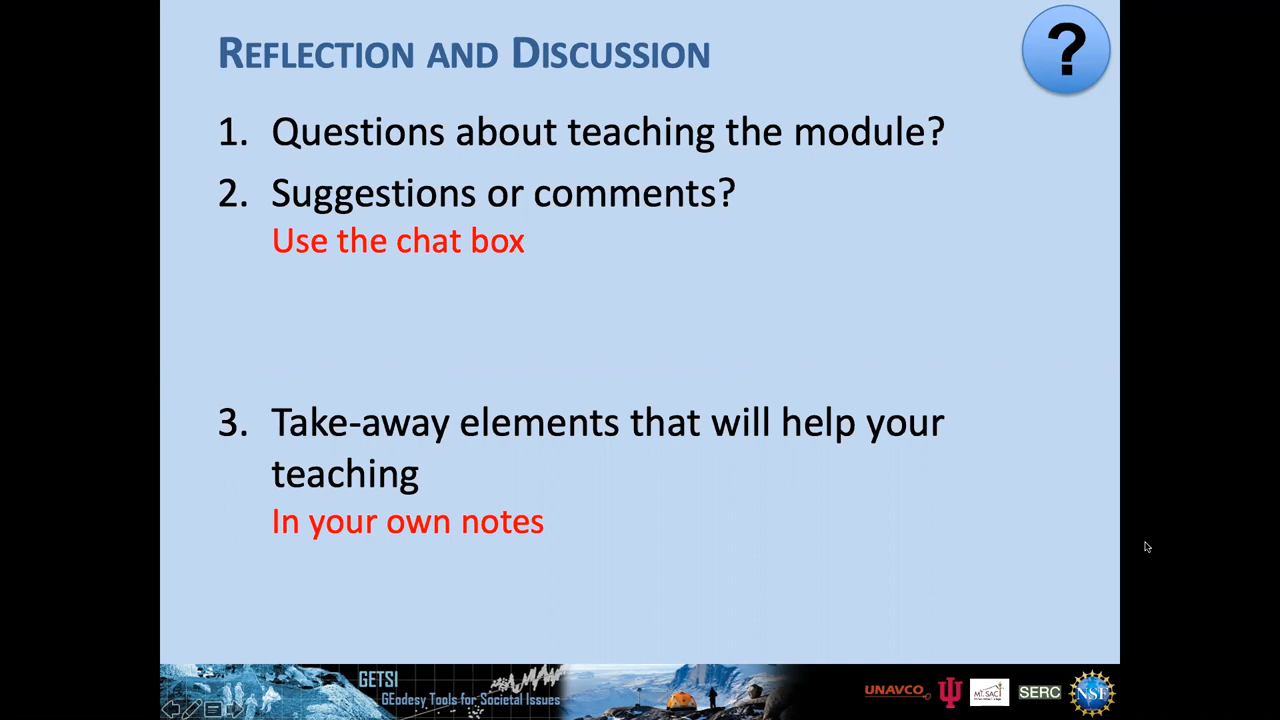 REFLECTION AND DISCUSSION
?
1. Questions about teaching the module?
2. Suggestions or comments?
Use the chat box
3. Take-away elements that will help your
teaching
In your own notes
GETSI
GEodesy Tools for Societal Issues
UNAVCO
MT. SAC
SERC
NSF